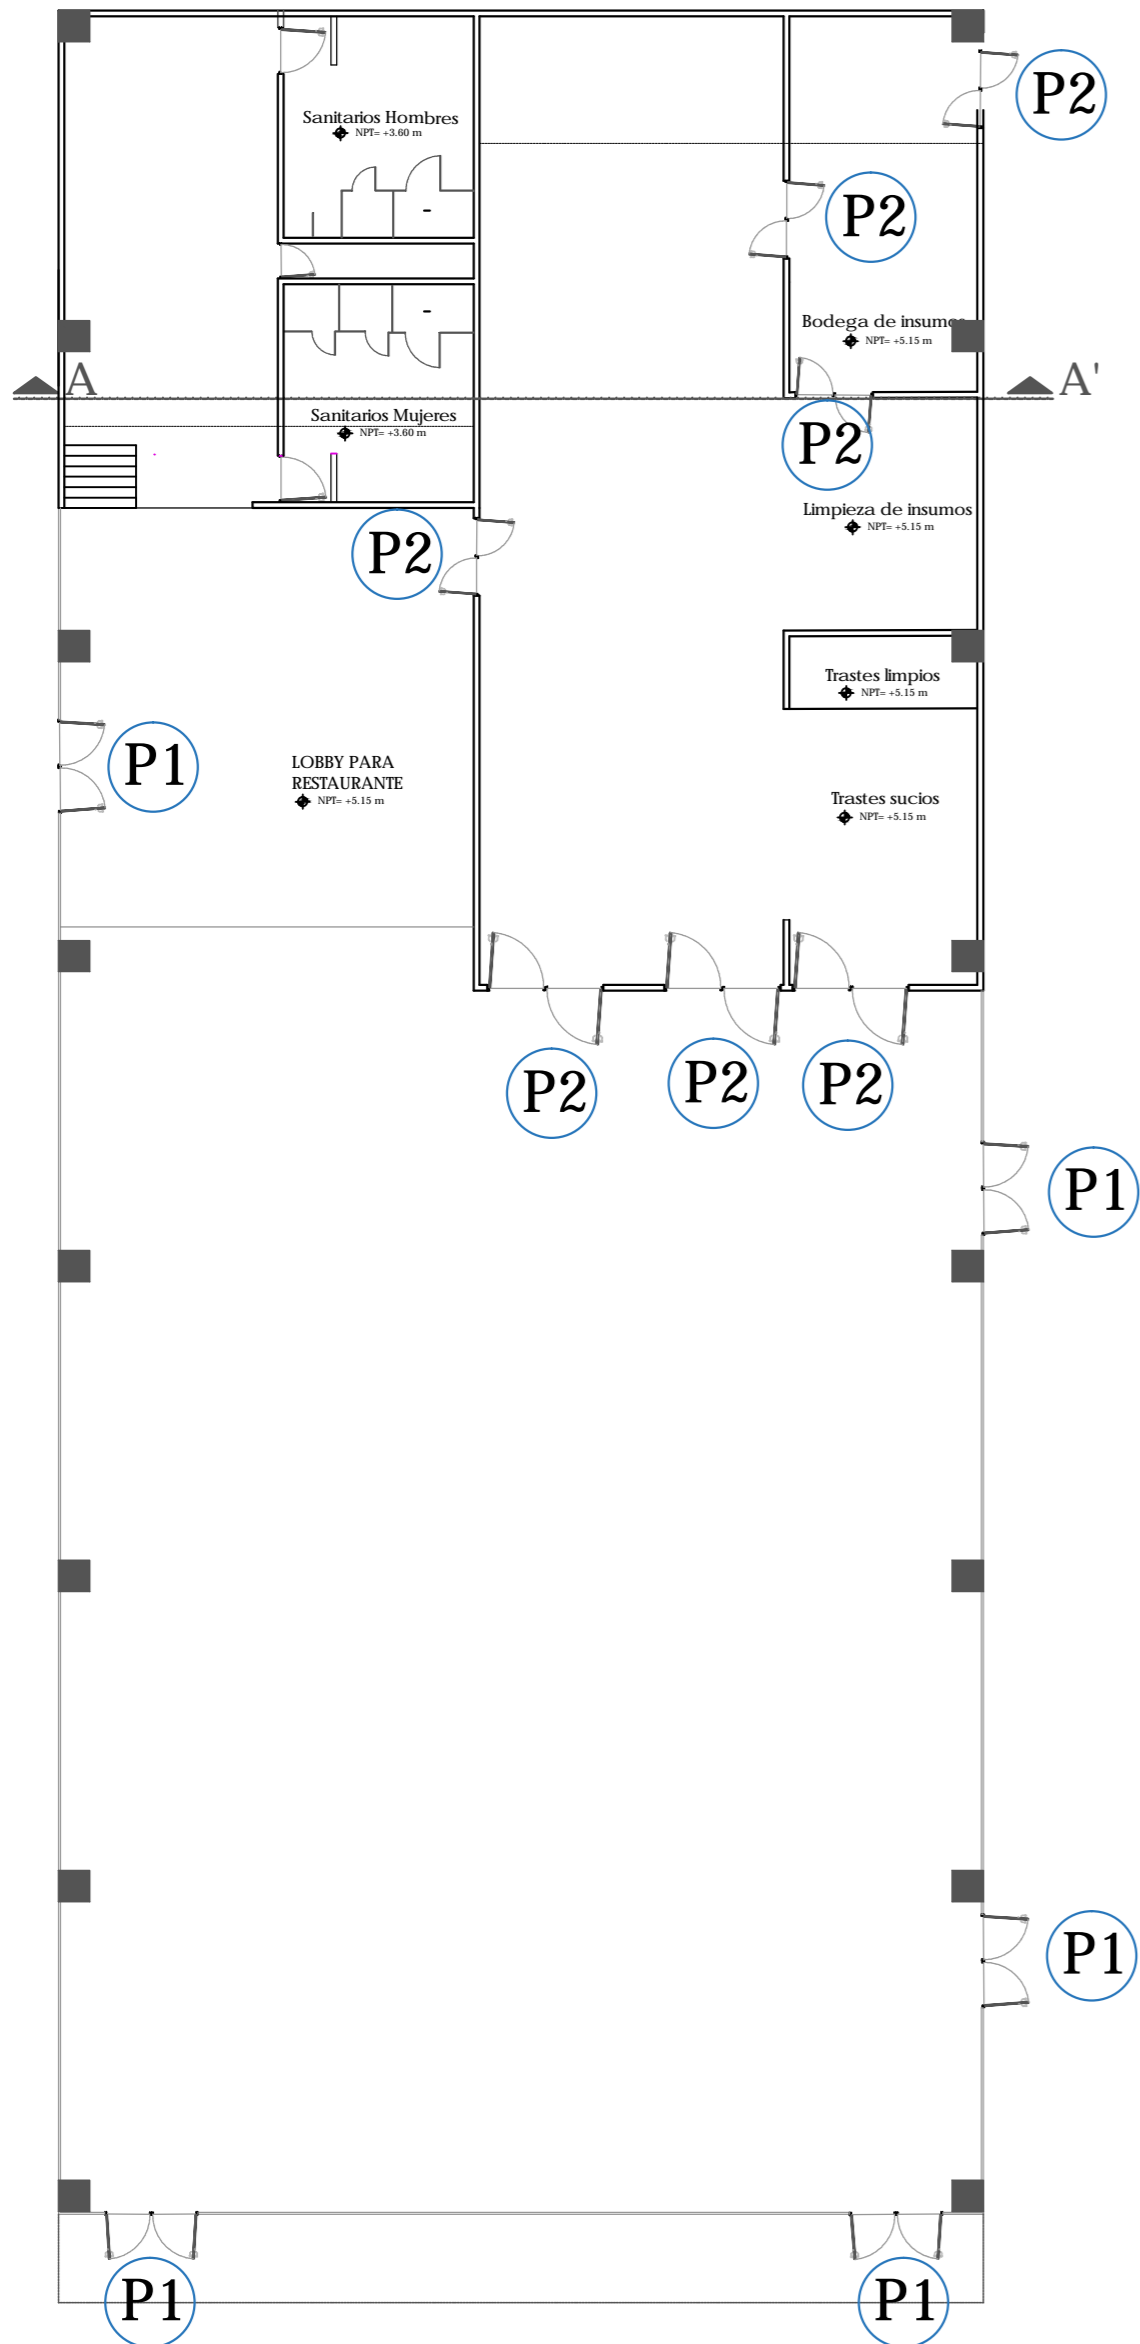 P2
Sanitarios Hombres
NPT= +3.60 m
P2
Bodega de insumos
NPT= +5.15 m
A
A'
Sanitarios Mujeres
NPT= +3.60 m
P2
Limpieza de insumos
NPT= +5.15 m
P2
Trastes limpios
NPT= +5.15 m
P1
LOBBY PARA
RESTAURANTE
NPT= +5.15 m
Trastes sucios
NPT= +5.15 m
P2
P2
P2
P1
P1
P1
P1